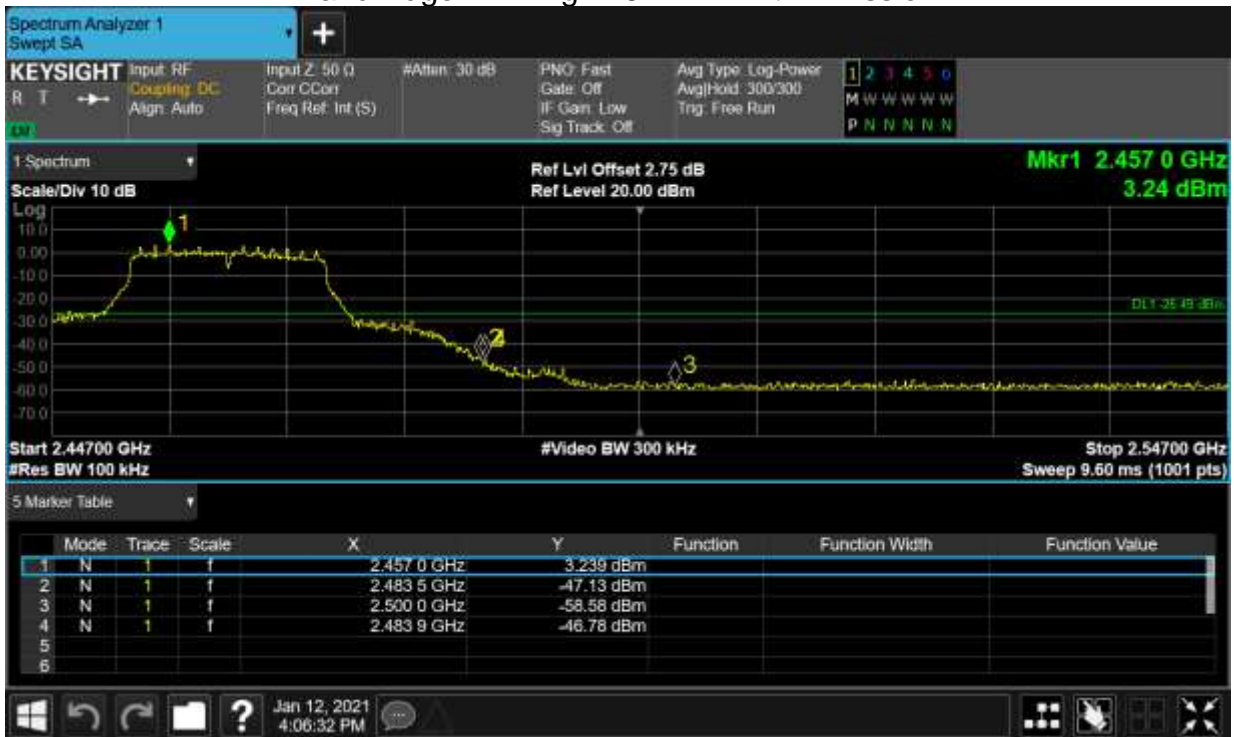 Spectrum Analyzer 1
Swept SA
+
KEYSIGHT Input: RF Input Z: 50 Ω #Atten: 30 dB PNO: Fast Avg Type: Log-Power 1 2 3 4 5 6
R T Coupling: DC Corr CCorr Gate: Off Avg|Hold: 300/300 M W W W W W
Align: Auto Freq Ref: Int (S) IF Gain: Low Trig: Free Run P N N N N N
Sig Track: Off
1 Spectrum Ref Lvl Offset 2.75 dB Mkr1 2.457 0 GHz
Scale/Div 10 dB Ref Level 20.00 dBm 3.24 dBm
Log
10.0 1
0.00
-10.0
-20.0
-30.0
-40.0 2
-50.0 3
-60.0
-70.0
Start 2.44700 GHz #Video BW 300 kHz Stop 2.54700 GHz
#Res BW 100 kHz Sweep 9.60 ms (1001 pts)
5 Marker Table
Mode Trace Scale X Y Function Function Width Function Value
1 N 1 f 2.457 0 GHz 3.239 dBm
2 N 1 f 2.483 5 GHz -47.13 dBm
3 N 1 f 2.500 0 GHz -58.58 dBm
4 N 1 f 2.483 9 GHz -46.78 dBm
5
6
? Jan 12, 2021
4:06:32 PM